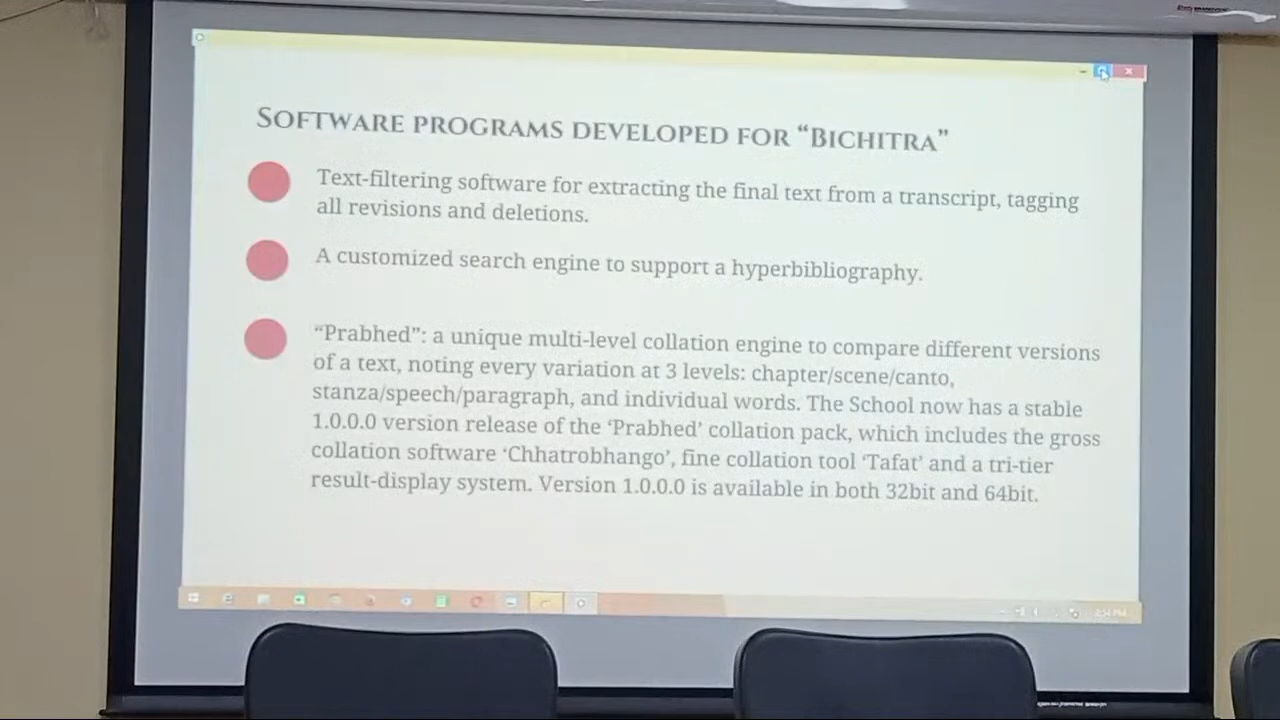 SOFTWARE PROGRAMS DEVELOPED FOR “BICHITRA”
Text-filtering software for extracting the final text from a transcript, tagging
all revisions and deletions.
A customized search engine to support a hyperbibliography.
“Prabhed”: a unique multi-level collation engine to compare different versions
of a text, noting every variation at 3 levels: chapter/scene/canto,
stanza/speech/paragraph, and individual words. The School now has a stable
1.0.0.0 version release of the ‘Prabhed’ collation pack, which includes the gross
collation software ‘Chhatrobhango’, fine collation tool ‘Tafat’ and a tri-tier
result-display system. Version 1.0.0.0 is available in both 32bit and 64bit.